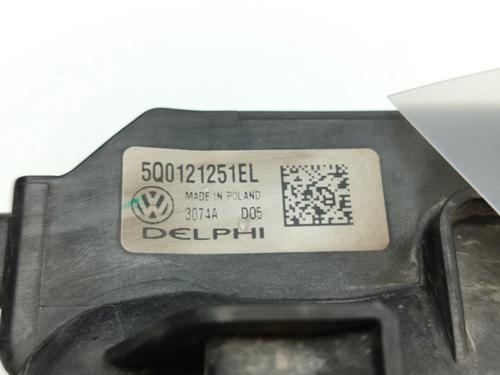 5Q0121251EL
MADE IN POLAND
3074A D05
DELPHI